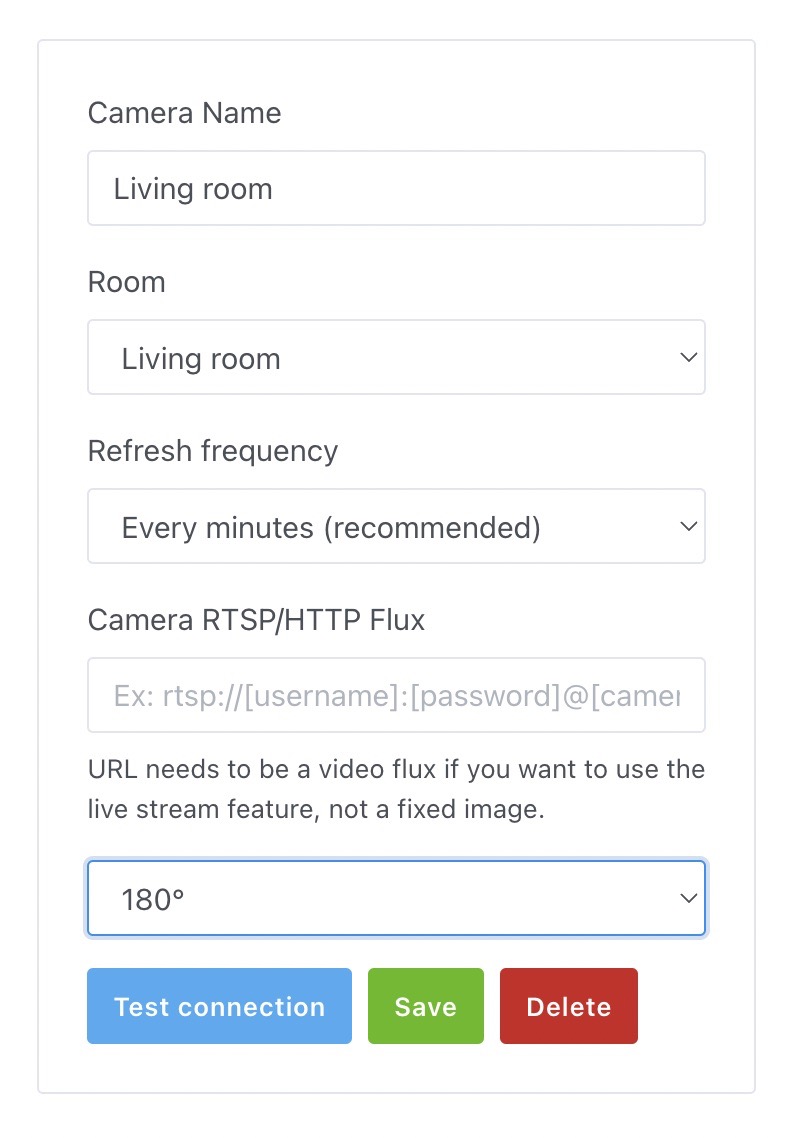 Camera Name
Living room
Room
Living room
Refresh frequency
Every minutes (recommended)
Camera RTSP/HTTP Flux
Ex: rtsp://[username]:[password]@[camer
URL needs to be a video flux if you want to use the
live stream feature, not a fixed image.
180°
Test connection Save Delete